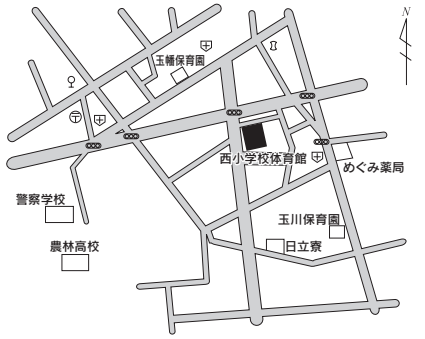 N
玉幡保育園
西小学校体育館
めぐみ薬局
警察学校
玉川保育園
農林高校
日立寮